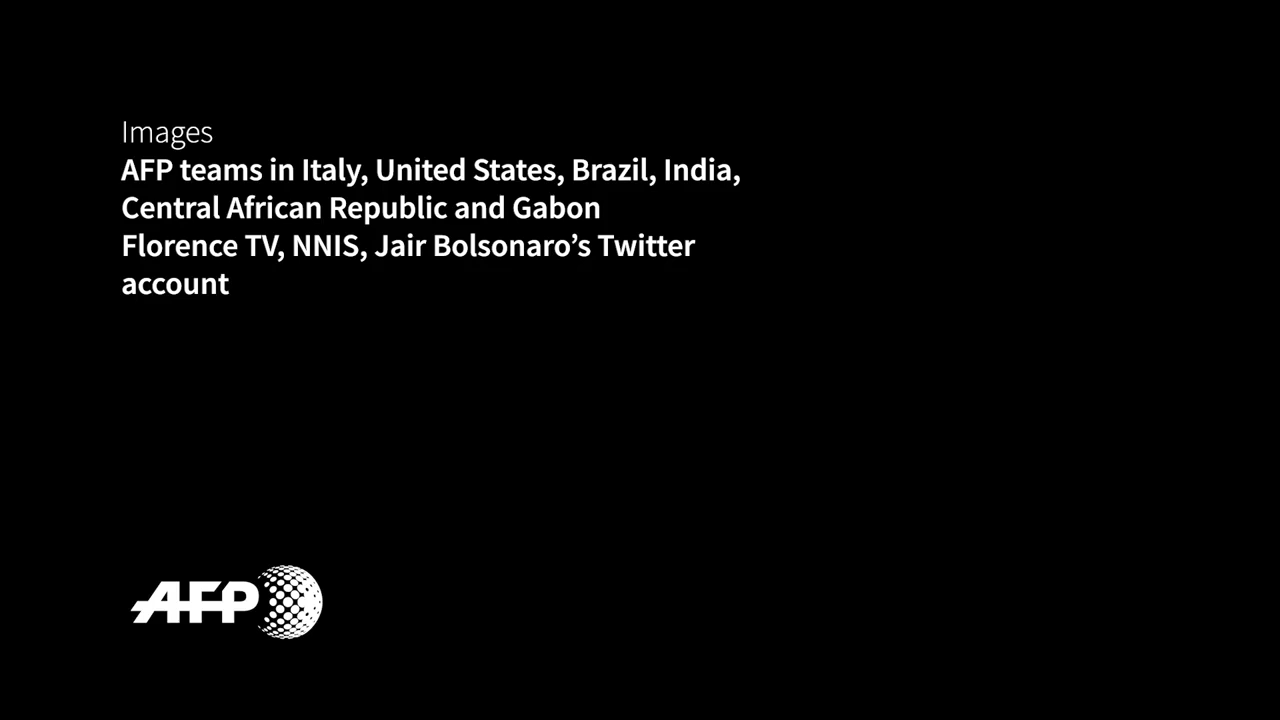 Images
AFP teams in Italy, United States, Brazil, India,
Central African Republic and Gabon
Florence TV, NNIS, Jair Bolsonaro’s Twitter
account
AFP